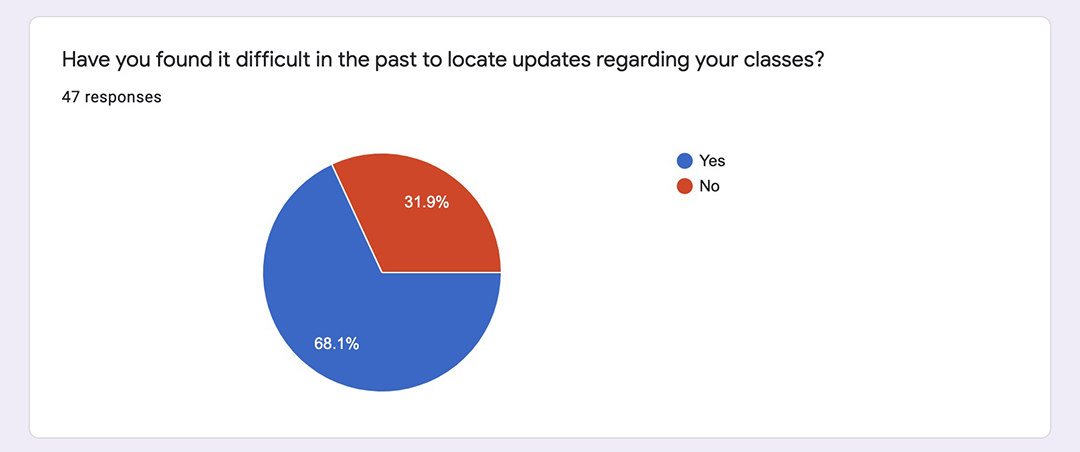 Have you found it difficult in the past to locate updates regarding your classes?
47 responses
Yes
No
31.9%
68.1%